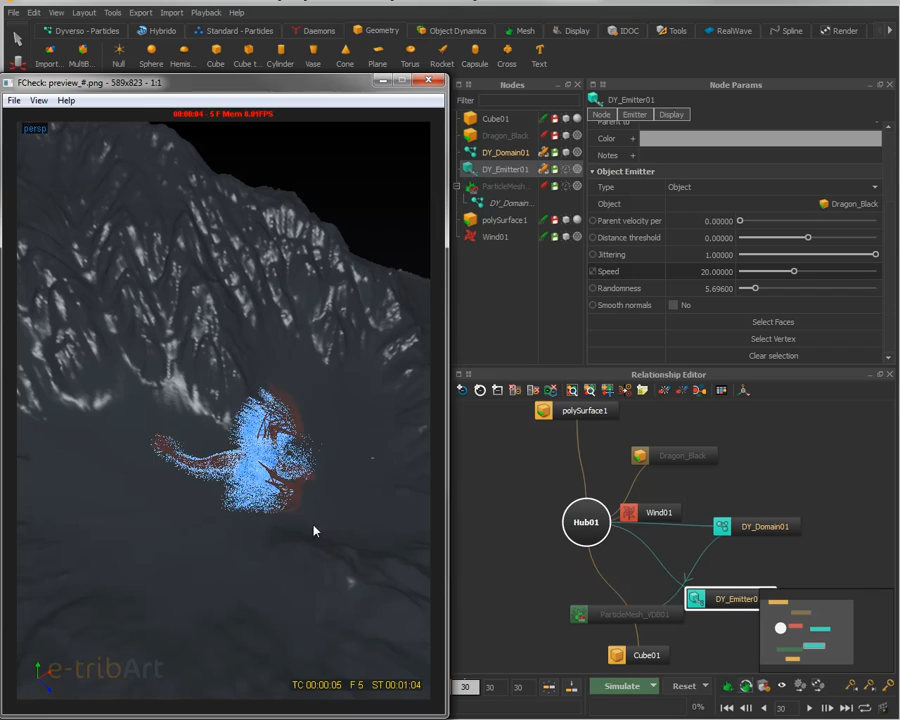 File Edit View Layout Tools Export Import Playback Help
Dyverso - Particles Hybrido Standard - Particles Daemons Geometry Object Dynamics Mesh Display IDOC Tools RealWave Spline Render
Import... MultiB... Null Sphere Hemis... Cube Cube t... Cylinder Vase Cone Plane Torus Rocket Capsule Cross Text
FCheck: preview_#.png - 589x823 - 1:1
File View Help
persp
e-tribArt
TC 00:00:05 F 5 ST 00:01:04
Nodes
Filter
Cube01
Dragon_Black
DY_Domain01
DY_Emitter01
ParticleMesh...
DY_Domain...
polySurface1
Wind01
Node Params
DY_Emitter01
Node Emitter Display
Parent to
Color
Notes
Object Emitter
Type Object
Object Dragon_Black
Parent velocity per 0.00000
Distance threshold 0.00000
Jittering 1.00000
Speed 20.00000
Randomness 5.69600
Smooth normals No
Select Faces
Select Vertex
Clear selection
Relationship Editor
polySurface1
Dragon_Black
Hub01
Wind01
DY_Domain01
DY_Emitter0
ParticleMesh_YDB01
Cube01
30 30 30 Simulate Reset
0% 30